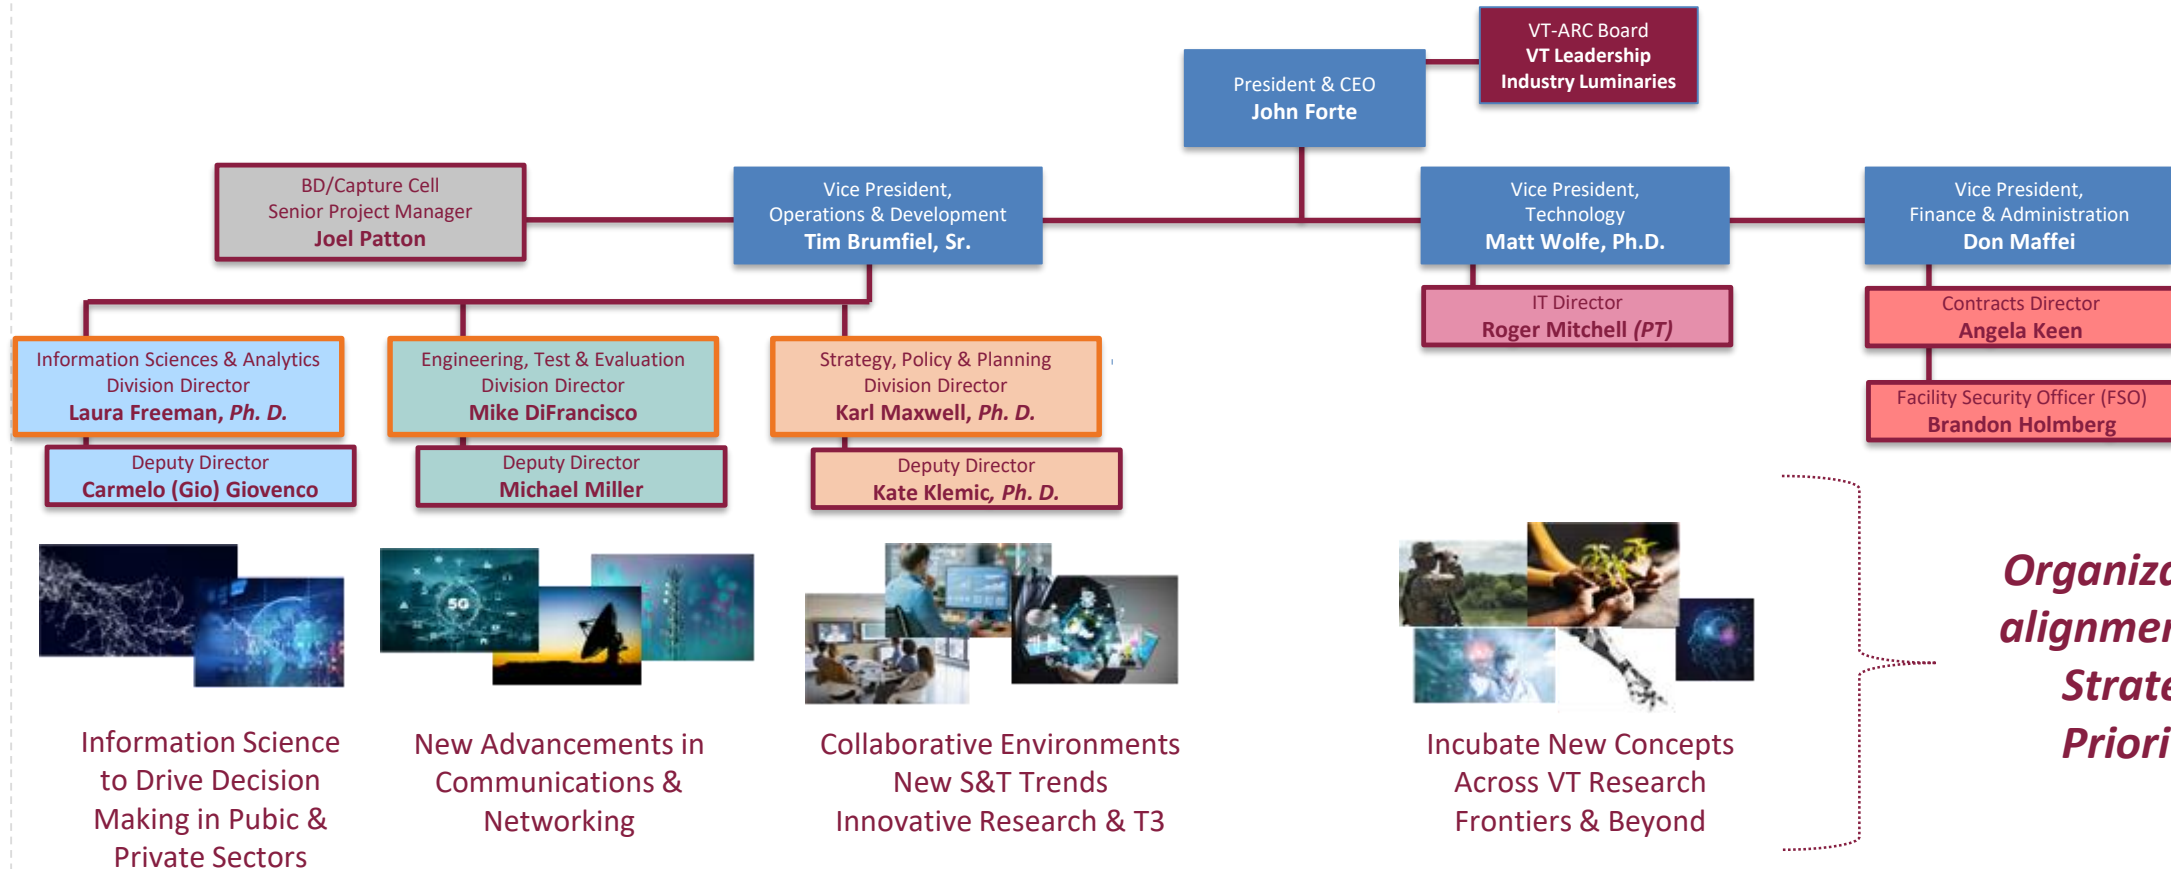 VT-ARC Board
VT Leadership
Industry Luminaries
President & CEO
John Forte
BD/Capture Cell
Senior Project Manager
Joel Patton
Vice President,
Operations & Development
Tim Brumfiel, Sr.
Vice President,
Technology
Matt Wolfe, Ph.D.
Vice President,
Finance & Administration
Don Maffei
IT Director
Roger Mitchell (PT)
Contracts Director
Angela Keen
Facility Security Officer (FSO)
Brandon Holmberg
Information Sciences & Analytics
Division Director
Laura Freeman, Ph. D.
Engineering, Test & Evaluation
Division Director
Mike DiFrancisco
Strategy, Policy & Planning
Division Director
Karl Maxwell, Ph. D.
Deputy Director
Carmelo (Gio) Giovenco
Deputy Director
Michael Miller
Deputy Director
Kate Klemic, Ph. D.
5G
Information Science
to Drive Decision
Making in Pubic &
Private Sectors
New Advancements in
Communications &
Networking
Collaborative Environments
New S&T Trends
Innovative Research & T3
Incubate New Concepts
Across VT Research
Frontiers & Beyond